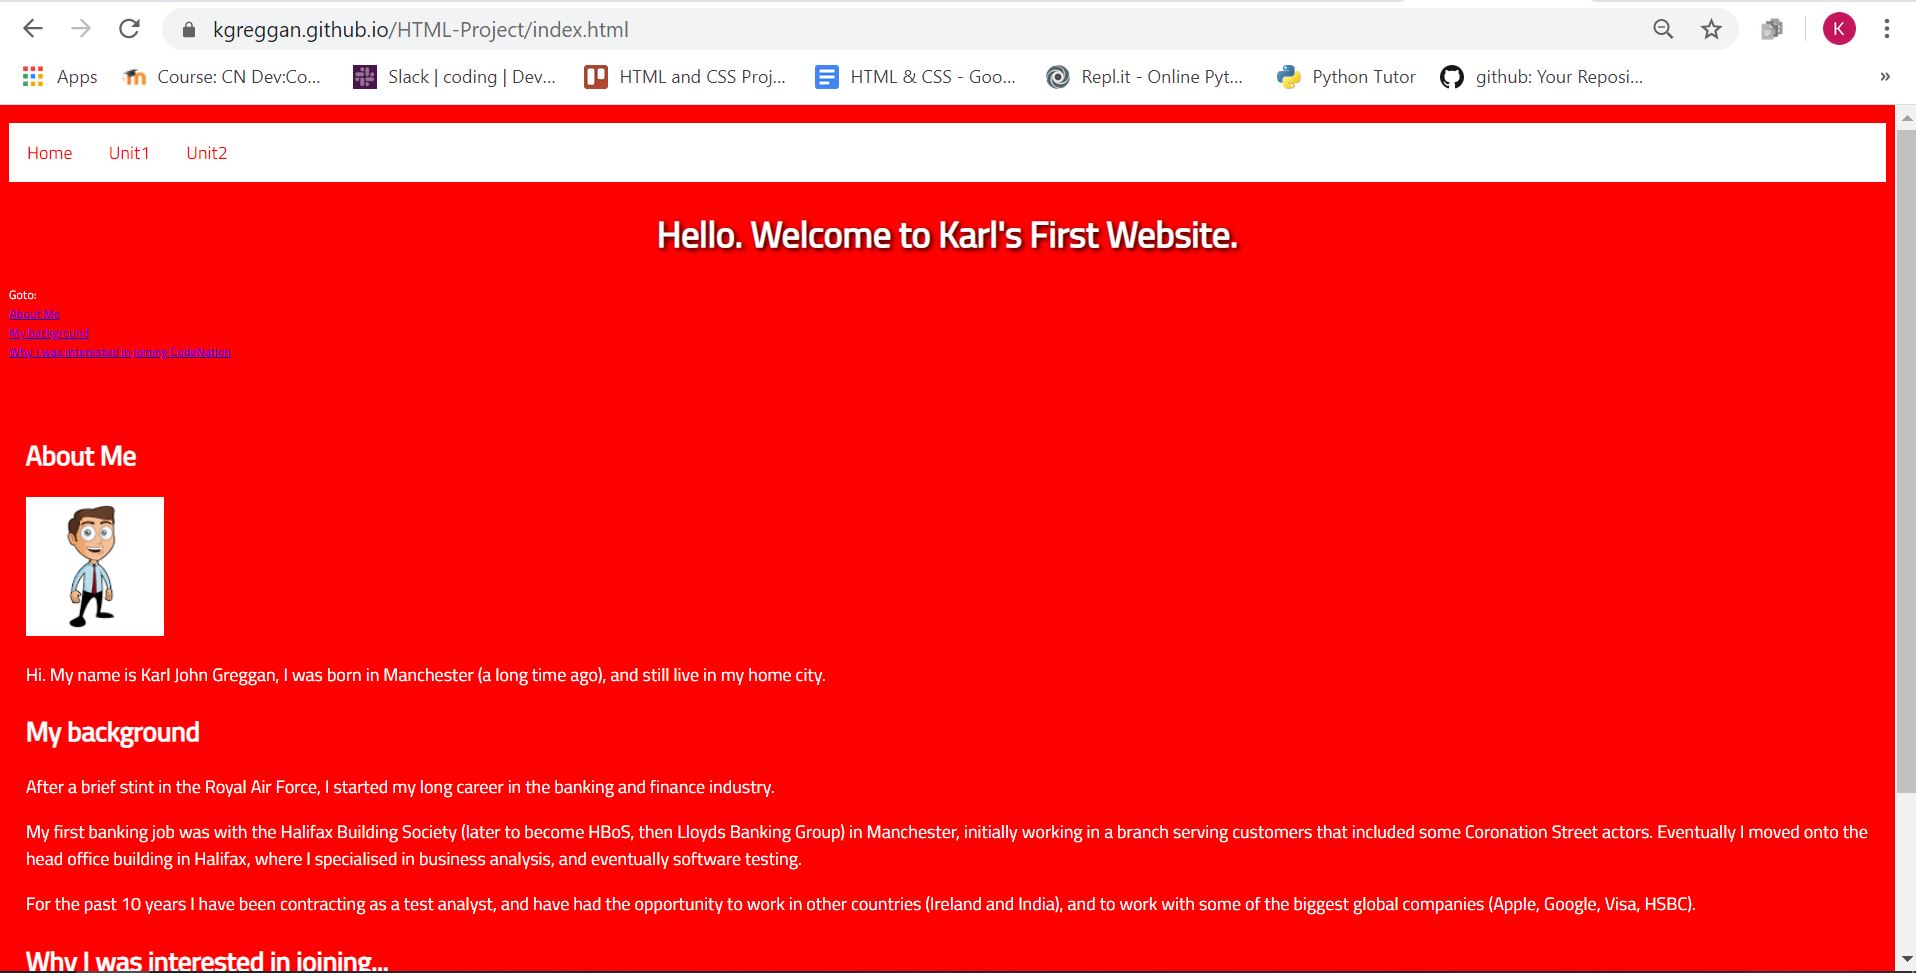 kgreggan.github.io/HTML-Project/index.html
K
Apps
Course: CN Dev:Co...
Slack | coding | Dev...
HTML and CSS Proj...
HTML & CSS - Goo...
Repl.it - Online Pyt...
Python Tutor
github: Your Reposi...
»
Home
Unit1
Unit2
Hello. Welcome to Karl's First Website.
Goto:
About Me
My background
Why I was interested in joining CodeNation
About Me
Hi. My name is Karl John Greggan, I was born in Manchester (a long time ago), and still live in my home city.
My background
After a brief stint in the Royal Air Force, I started my long career in the banking and finance industry.
My first banking job was with the Halifax Building Society (later to become HBoS, then Lloyds Banking Group) in Manchester, initially working in a branch serving customers that included some Coronation Street actors. Eventually I moved onto the
head office building in Halifax, where I specialised in business analysis, and eventually software testing.
For the past 10 years I have been contracting as a test analyst, and have had the opportunity to work in other countries (Ireland and India), and to work with some of the biggest global companies (Apple, Google, Visa, HSBC).
Why I was interested in joining...